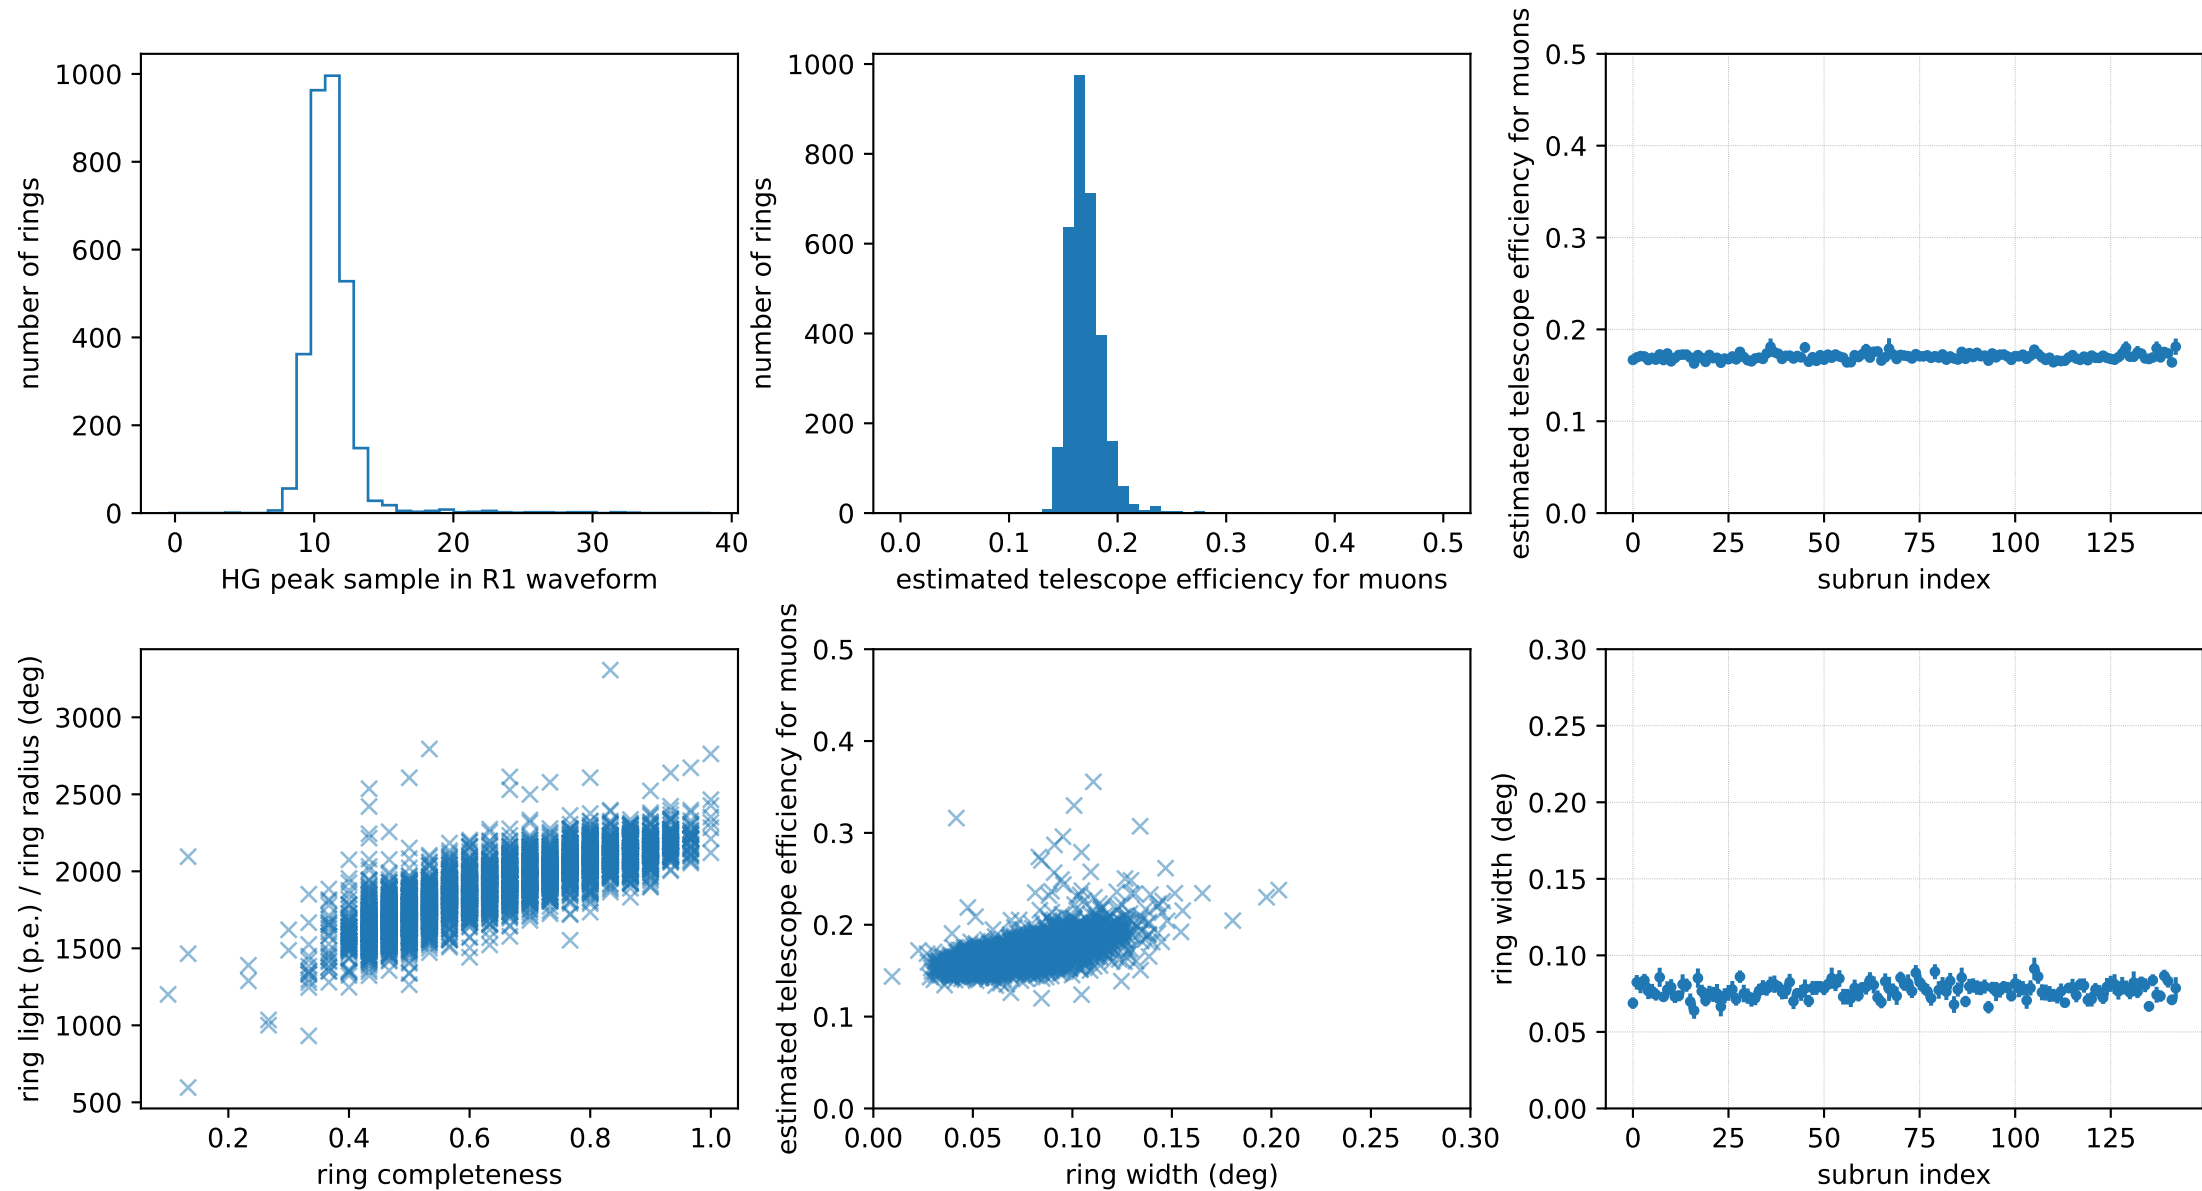 number of rings
1000
800
600
400
200
0
0 10 20 30 40
HG peak sample in R1 waveform
number of rings
1000
800
600
400
200
0
0.0 0.1 0.2 0.3 0.4 0.5
estimated telescope efficiency for muons
estimated telescope efficiency for muons
0.5
0.4
0.3
0.2
0.1
0.0
0 25 50 75 100 125
subrun index
ring light (p.e.) / ring radius (deg)
3000
2500
2000
1500
1000
500
0.2 0.4 0.6 0.8 1.0
ring completeness
estimated telescope efficiency for muons
0.5
0.4
0.3
0.2
0.1
0.0
0.00 0.05 0.10 0.15 0.20 0.25 0.30
ring width (deg)
ring width (deg)
0.30
0.25
0.20
0.15
0.10
0.05
0.00
0 25 50 75 100 125
subrun index